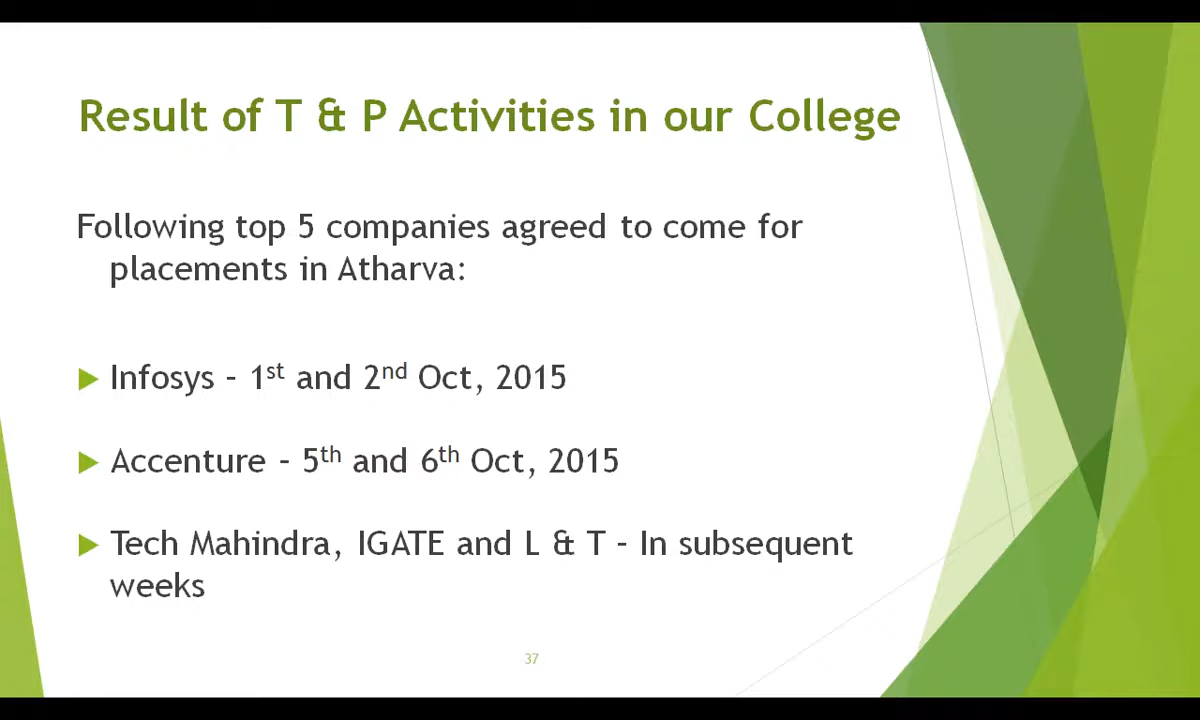 Result of T & P Activities in our College
Following top 5 companies agreed to come for
placements in Atharva:
Infosys - 1st and 2nd Oct, 2015
Accenture - 5th and 6th Oct, 2015
Tech Mahindra, IGATE and L & T - In subsequent
weeks
37